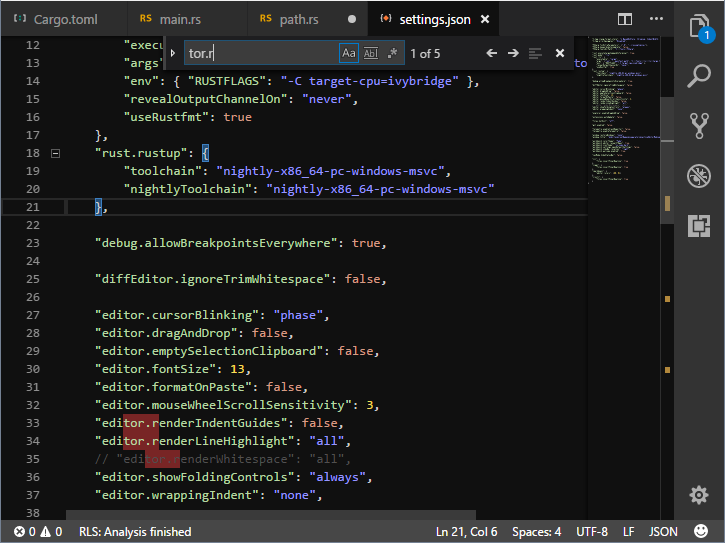 Cargo.toml
RS main.rs
RS path.rs
settings.json
tor.r
Aa
Abl
.*
1 of 5
1
12 "execu
13 "args" to
14 "env": { "RUSTFLAGS": "-C target-cpu=ivybridge" },
15 "revealOutputChannelOn": "never",
16 "useRustfmt": true
17 },
18 "rust.rustup": {
19 "toolchain": "nightly-x86_64-pc-windows-msvc",
20 "nightlyToolchain": "nightly-x86_64-pc-windows-msvc"
21 },
22
23 "debug.allowBreakpointsEverywhere": true,
24
25 "diffEditor.ignoreTrimWhitespace": false,
26
27 "editor.cursorBlinking": "phase",
28 "editor.dragAndDrop": false,
29 "editor.emptySelectionClipboard": false,
30 "editor.fontSize": 13,
31 "editor.formatOnPaste": false,
32 "editor.mouseWheelScrollSensitivity": 3,
33 "editor.renderIndentGuides": false,
34 "editor.renderLineHighlight": "all",
35 // "editor.renderWhitespace": "all",
36 "editor.showFoldingControls": "always",
37 "editor.wrappingIndent": "none",
38
0 0 RLS: Analysis finished Ln 21, Col 6 Spaces: 4 UTF-8 LF JSON